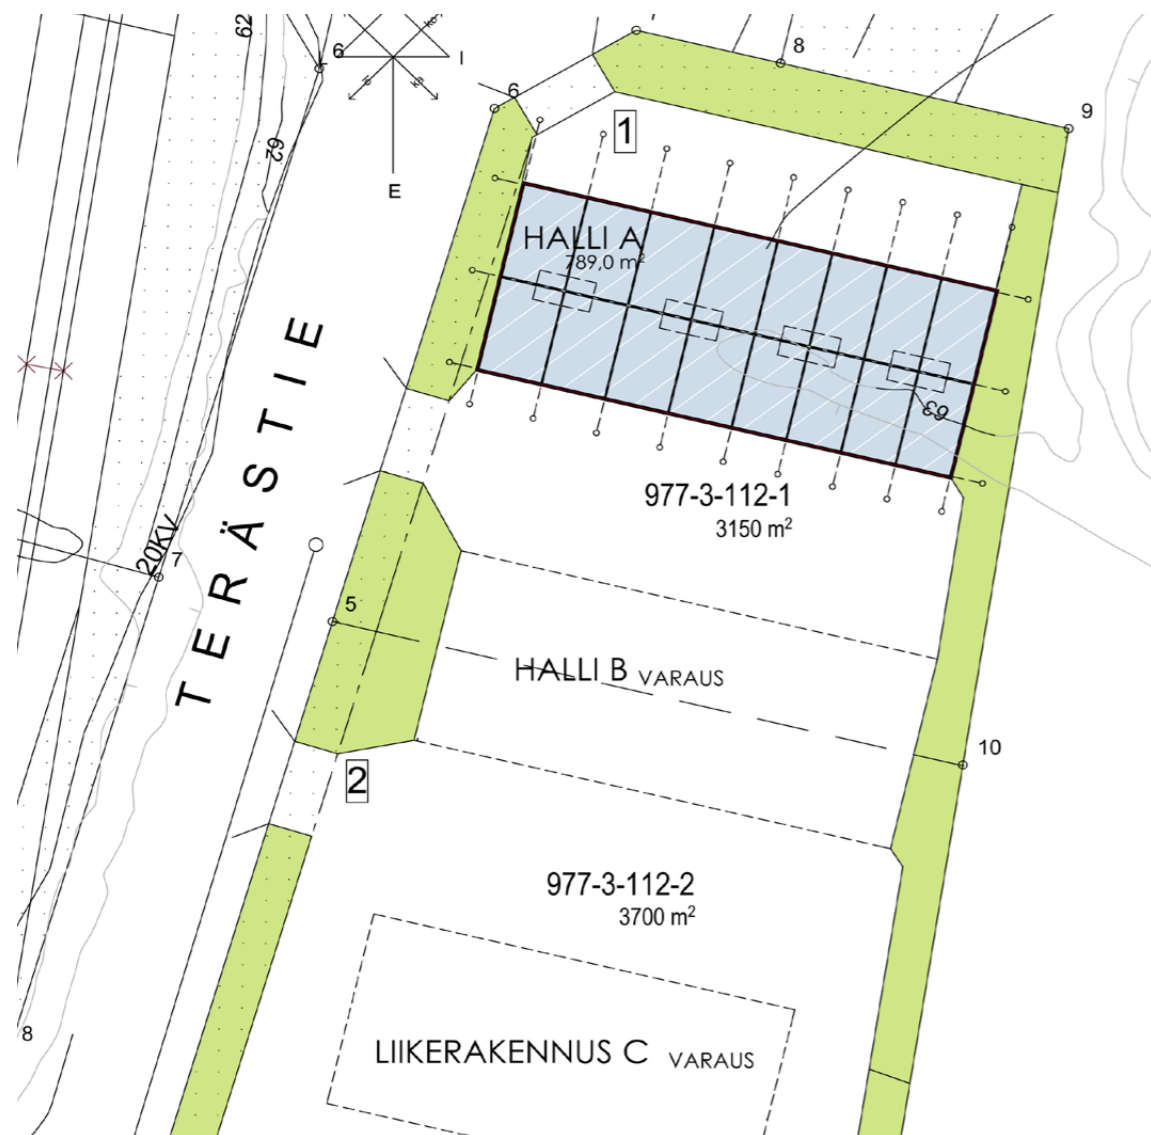 62
8
6
I
9
6
1
62
E
HALLI A
789,0 m²
63
977-3-112-1
3150 m²
20KV
7
TERÄSTIE
5
HALLI B VARAUS
10
2
977-3-112-2
3700 m²
8
LIIKERAKENNUS C VARAUS